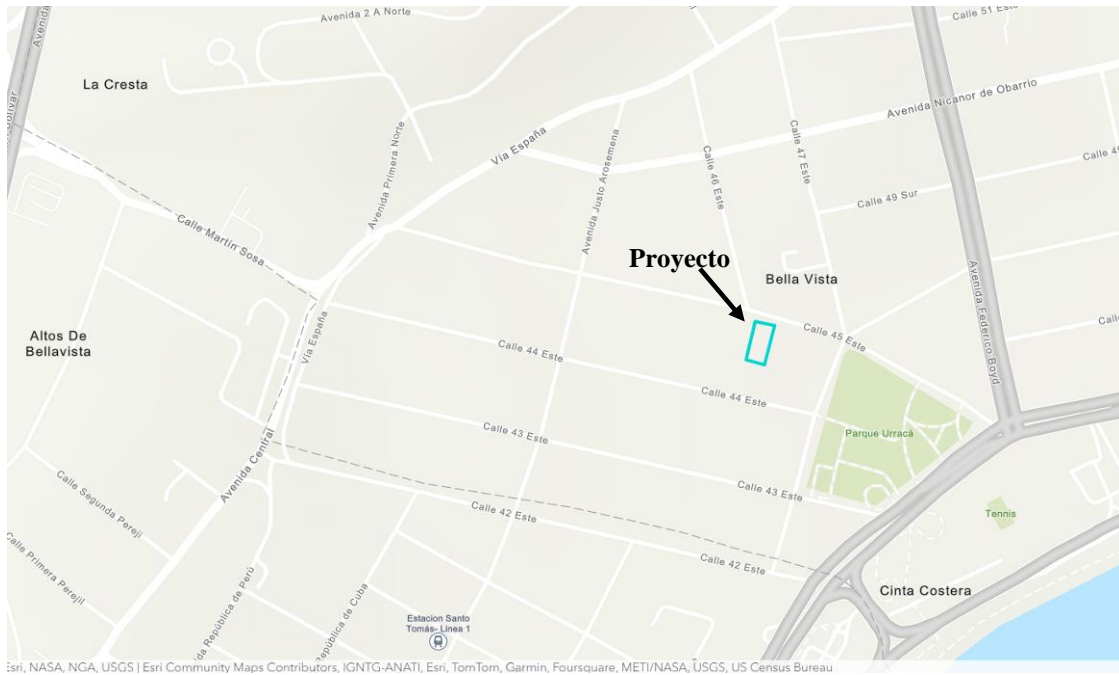 Avenida 2 A Norte
Calle 51 Este
Avenida
La Cresta
Avenida Nicanor de Obarrio
Bolívar
Vía España
Calle 47 Este
Avenida Primera Norte
Avenida Justo Arosemena
Calle 46 Este
Calle 49 Sur
Calle Martín Sosa
Proyecto
Bella Vista
Avenida Federico Boyd
Altos De
Bellavista
Vía España
Calle 45 Este
Calle 44 Este
Calle 44 Este
Parque Urracá
Calle 43 Este
Avenida Central
Calle Segunda Pereji
Calle 43 Este
Calle 42 Este
Tennis
Calle Primera Perejil
Calle 42 Este
Cinta Costera
República de Perú
República de Cuba
Estacion Santo
Tomás- Linea 1
Esri, NASA, NGA, USGS | Esri Community Maps Contributors, IGNTG-ANATI, Esri, TomTom, Garmin, Foursquare, METI/NASA, USGS, US Census Bureau